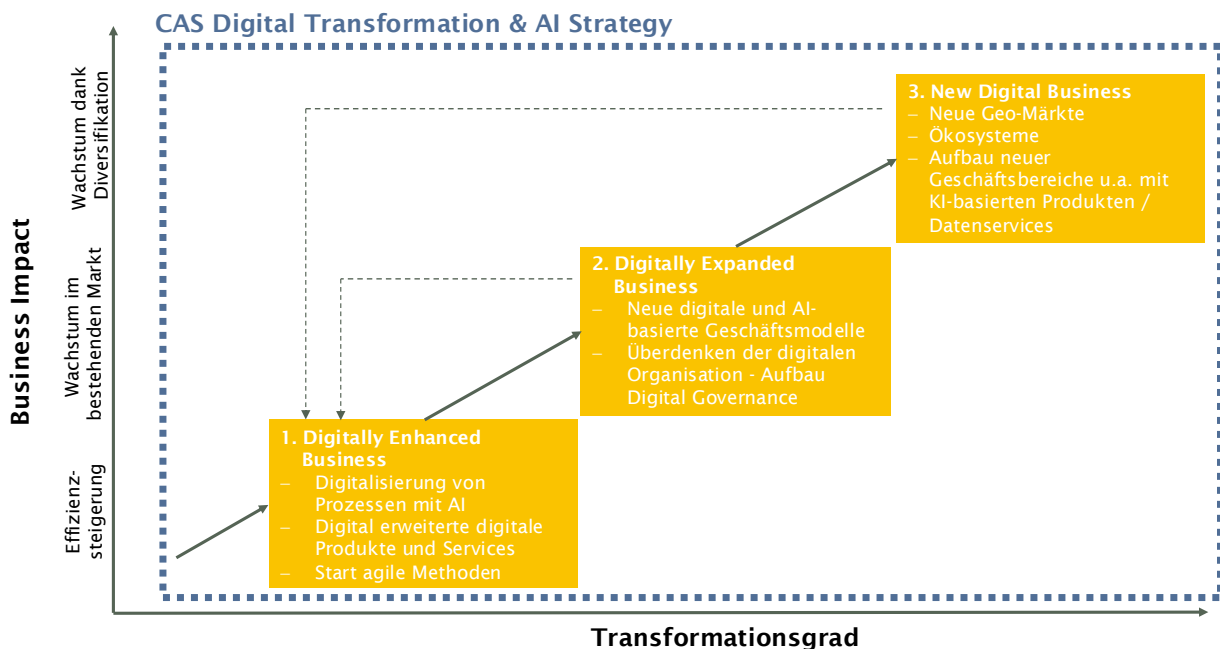 CAS Digital Transformation & AI Strategy
Business Impact
Wachstum dank
Diversifikation
Wachstum im
bestehenden Markt
Effizienz-
steigerung
3. New Digital Business
– Neue Geo-Märkte
– Ökosysteme
– Aufbau neuer
Geschäftsbereiche u.a. mit
KI-basierten Produkten /
Datenservices
2. Digitally Expanded
Business
– Neue digitale und AI-
basierte Geschäftsmodelle
– Überdenken der digitalen
Organisation - Aufbau
Digital Governance
1. Digitally Enhanced
Business
– Digitalisierung von
Prozessen mit AI
– Digital erweiterte digitale
Produkte und Services
– Start agile Methoden
Transformationsgrad